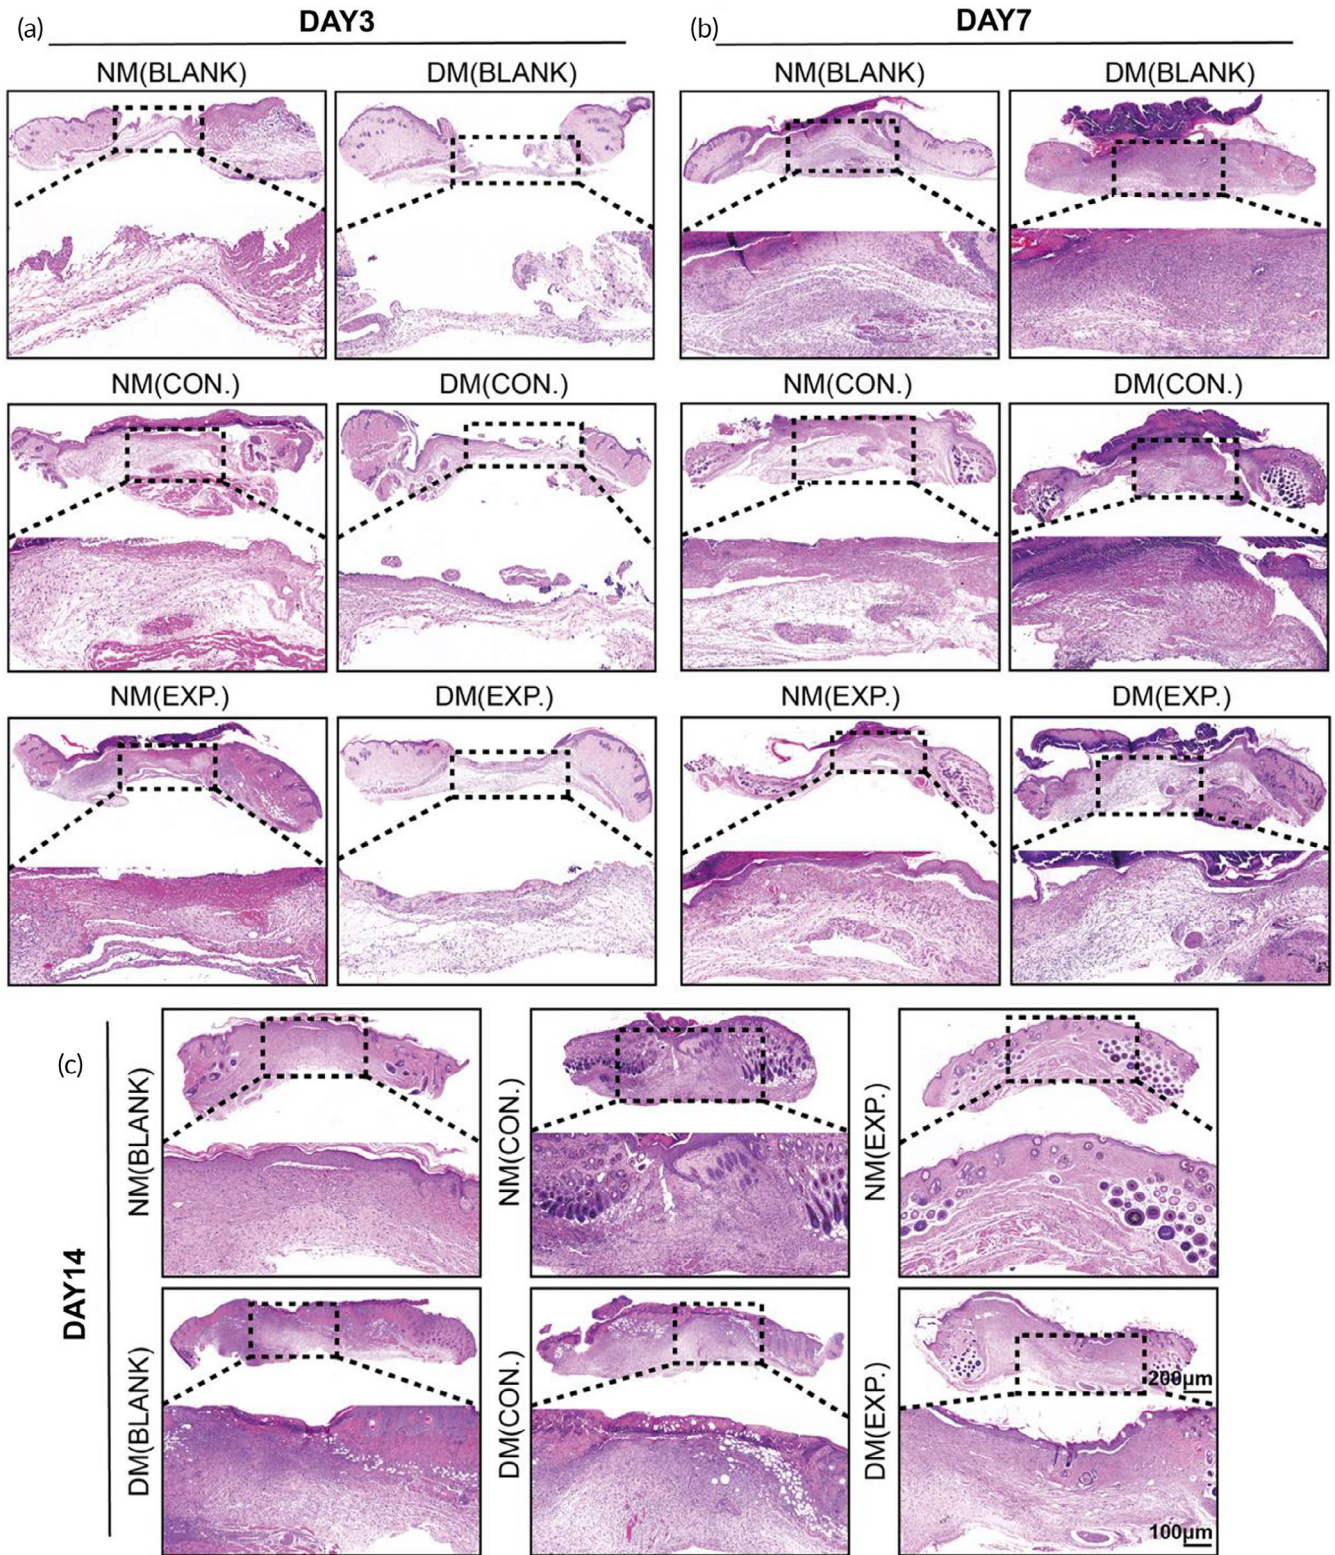 (a) DAY3
(b) DAY7
NM(BLANK) DM(BLANK) NM(BLANK) DM(BLANK)
NM(CON.) DM(CON.) NM(CON.) DM(CON.)
NM(EXP.) DM(EXP.) NM(EXP.) DM(EXP.)
(c)
DAY14
NM(BLANK) NM(CON.) NM(EXP.)
DM(BLANK) DM(CON.) DM(EXP.)
200μm
100μm